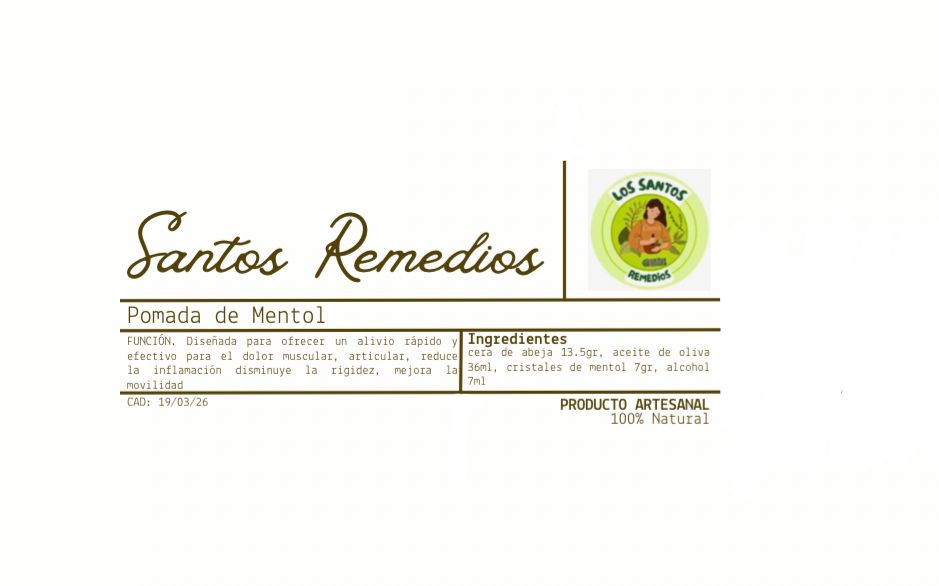 Santos Remedios
LOS SANTOS
REMEDIOS
Pomada de Mentol
FUNCIÓN. Diseñada para ofrecer un alivio rápido y
efectivo para el dolor muscular, articular, reduce
la inflamación disminuye la rigidez, mejora la
movilidad
Ingredientes
cera de abeja 13.5gr, aceite de oliva
36ml, cristales de mentol 7gr, alcohol
7ml
CAD: 19/03/26
PRODUCTO ARTESANAL
100% Natural